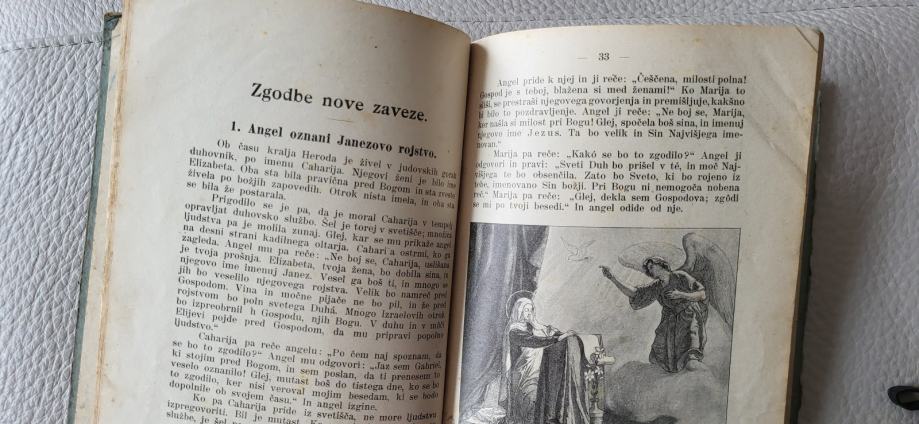 Zgodbe nove zaveze.
1. Angel oznani Janezovo rojstvo.
Ob času kralja Heroda je živel v judovskih gorah
duhovnik, po imenu Caharija. Njegovi ženi je bilo ime
Elizabeta. Oba sta bila pravična pred Bogom in sta zvesto
živela po božjih zapovedih. Otrok nista imela, in oba sta
se bila že postarala.
Prigodilo se je pa, da je moral Caharija v templju
opravljat duhovsko službo. Šel je torej v svetišče; množica
ljudstva pa je molila zunaj. Glej, kar se mu prikaže angel
na desni strani kadilnega oltarja. Caharija ostrmi, ko ga
zagleda. Angel mu pa reče: „Ne boj se, Caharija, uslišana
je tvoja prošnja. Elizabeta, tvoja žena, bo dobila sina, in
njegovo ime imenuj Janez. Vesel ga boš ti, in mnogo se
jih bo veselilo njegovega rojstva. Velik bo namreč pred
Gospodom. Vina in močne pijače ne bo pil, in že pred
rojstvom bo poln svetega Duhá. Mnogo Izraelovih otrok
bo izpreobrnil h Gospodu, njih Bogu. V duhu in v moči
Elijevi pojde pred Gospodom, da mu pripravi popolno
ljudstvo.“
Caharija pa reče angelu: „Po čem naj spoznam, da
se bo to zgodilo?“ Angel mu odgovori: „Jaz sem Gabriel,
ki stojim pred Bogom, in sem poslan, da ti prenesem to
veselo oznanilo! Glej, mutast boš do tistega dne, ko se bo
to zgodilo, ker nisi veroval mojim besedam, ki se bodo
dopolnile ob svojem času.“ In angel izgine.
Ko pa Caharija pride iz svetišča, ne more ljudstvu
izpregovoriti. Bil je mutast. Ko
službe, je šel
— 33 —
Angel pride k njej in ji reče: „Češčena, milosti polna!
Gospod je s teboj, blažena si med ženami!“ Ko Marija to
sliši, se prestraši njegovega govorjenja in premišljuje, kakšno
bi bilo to pozdravljenje. Angel ji reče: „Ne boj se, Marija,
ker našla si milost pri Bogu! Glej, spočela boš sina, in imenuj
njegovo ime Jezus. Ta bo velik in Sin Najvišjega ime-
novan.“
Marija pa reče: „Kakó se bo to zgodilo?“ Angel ji
odgovori in pravi: „Sveti Duh bo prišel v té, in moč Naj-
višjega te bo obsenčila. Zato bo Sveto, ki bo rojeno iz
tebe, imenovano Sin božji. Pri Bogu ni nemogoča nobena
reč.“ Marija pa reče: „Glej, dekla sem Gospodova; zgôdi
se mi po tvoji besedi.“ In angel odide od nje.